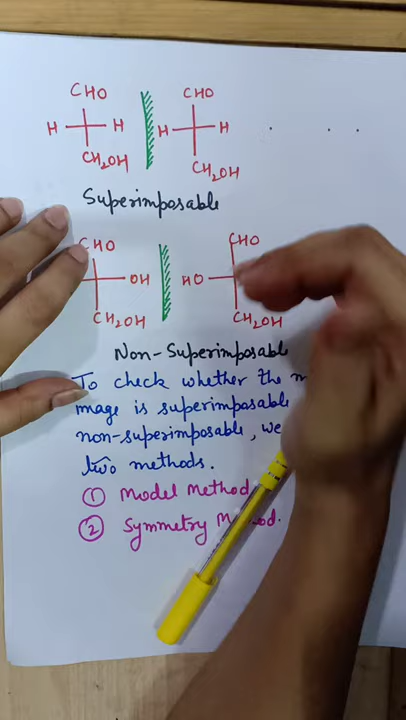 CHO CHO
H H H H
CH₂OH CH₂OH
Superimposable
CHO CHO
OH HO
CH₂OH CH₂OH
Non-Superimposable
To check whether the
image is superimposable
non-superimposable, we
two methods.
① Model Method
② Symmetry